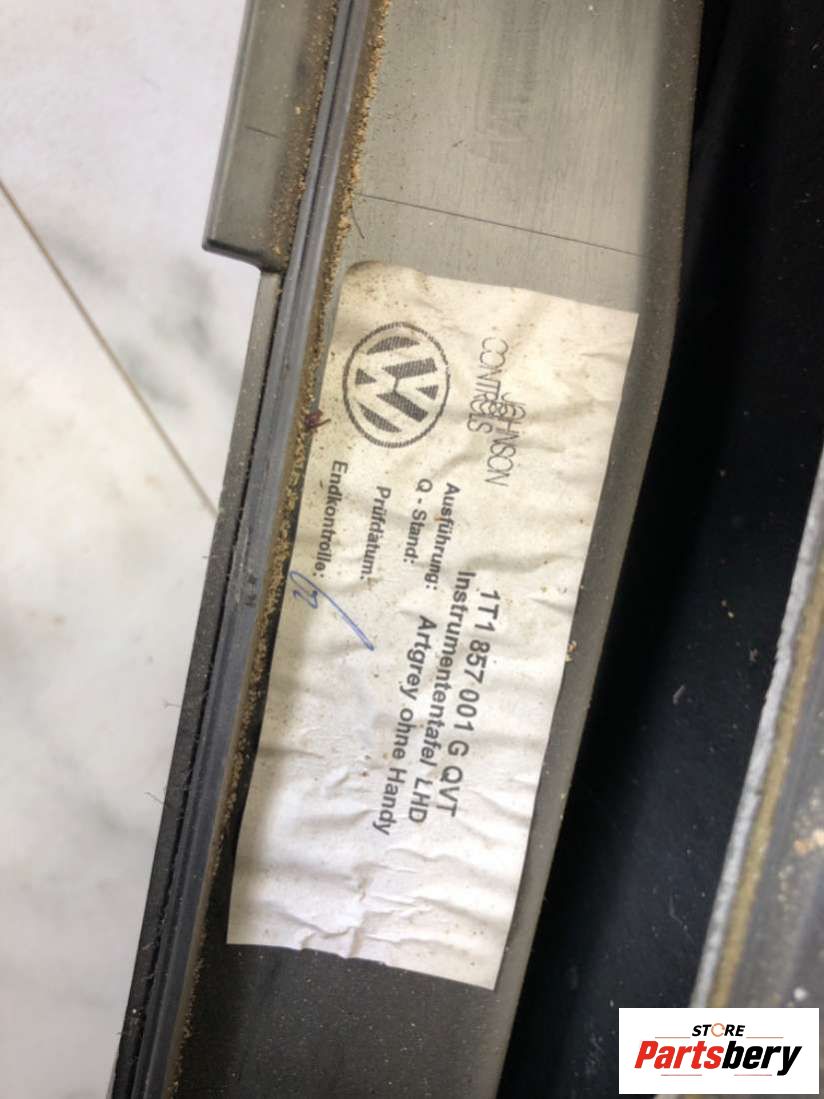 JOHNSON
CONTROLS
1T1 857 001 G QVT
Instrumententafel LHD
Ausführung: Artgrey ohne Handy
Q - Stand:
Prüfdatum:
Endkontrolle:
STORE
Partsbery